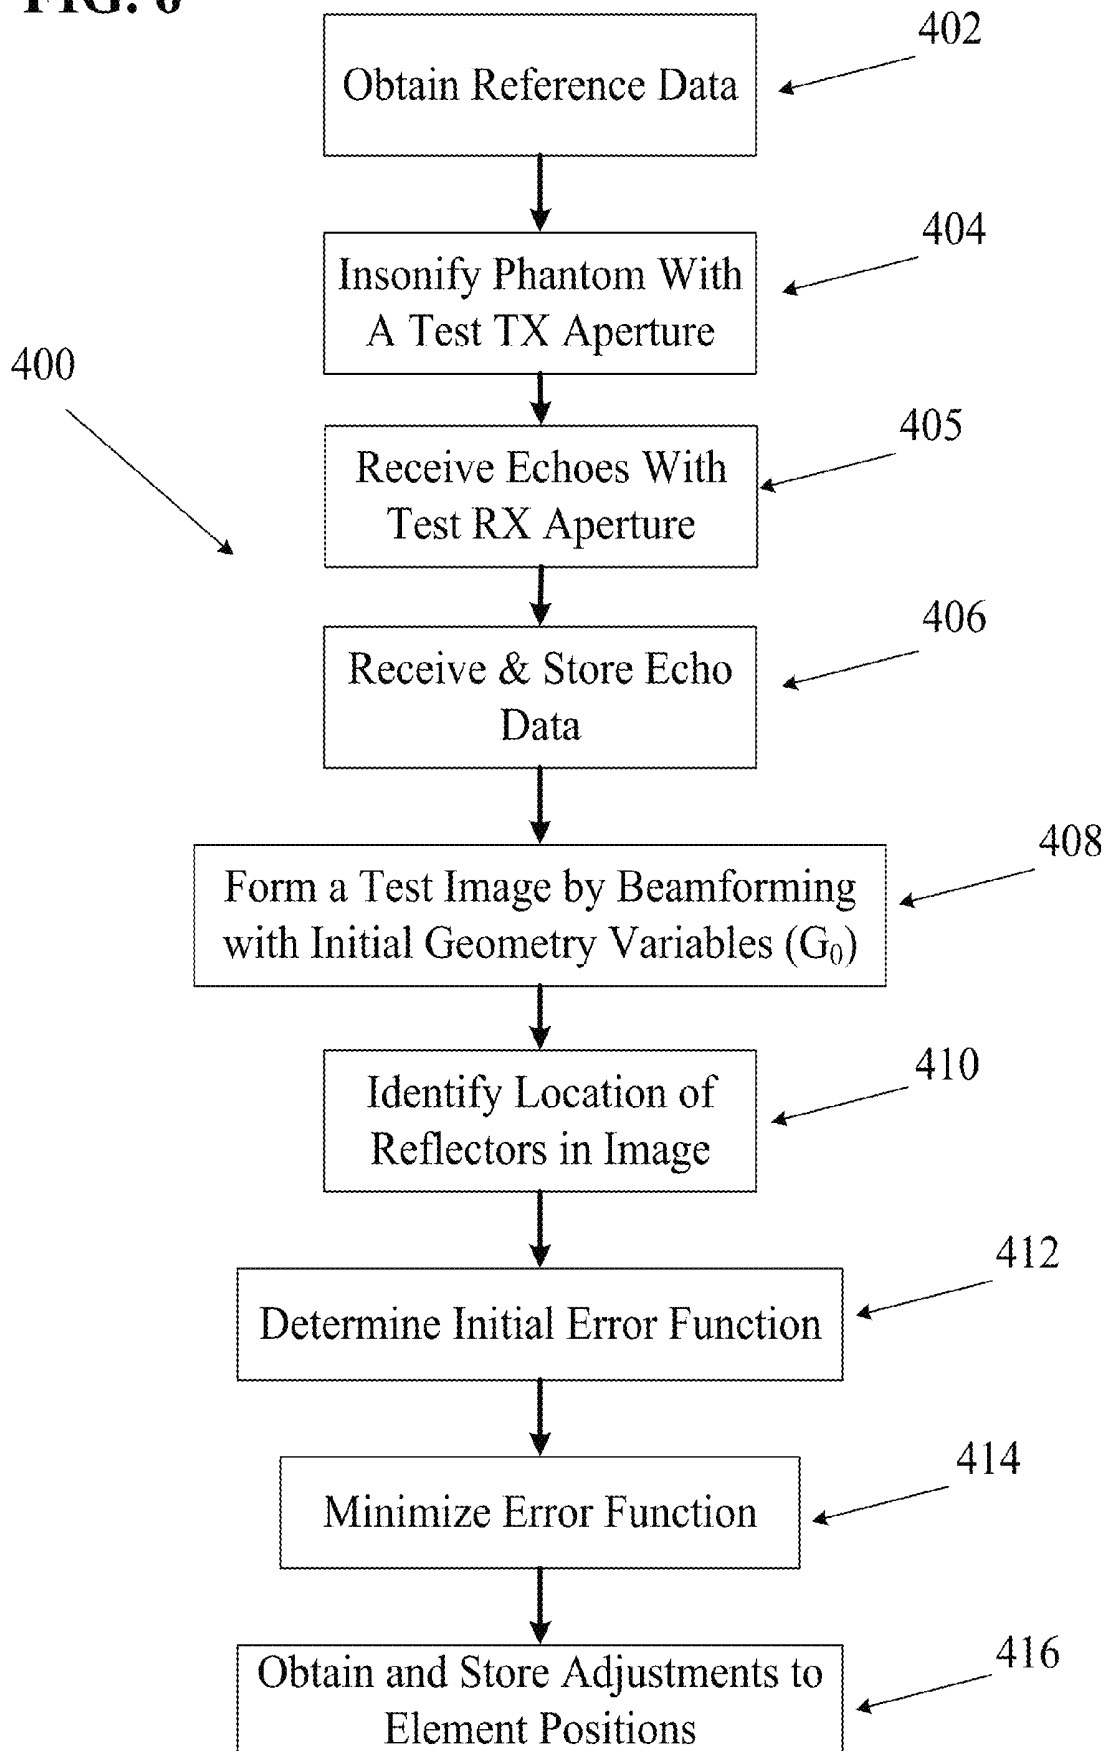 FIG.
402
Obtain Reference Data
404
Insonify Phantom With
A Test TX Aperture
400
405
Receive Echoes With
Test RX Aperture
406
Receive & Store Echo
Data
408
Form a Test Image by Beamforming
with Initial Geometry Variables (G₀)
410
Identify Location of
Reflectors in Image
412
Determine Initial Error Function
414
Minimize Error Function
416
Obtain and Store Adjustments to
Element Positions